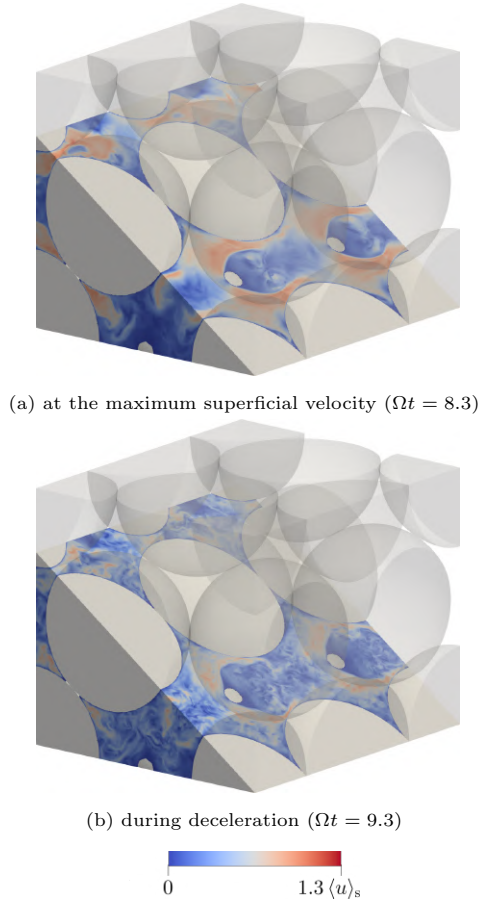 (a) at the maximum superficial velocity (Ωt = 8.3)
(b) during deceleration (Ωt = 9.3)
0 1.3 ⟨u⟩s